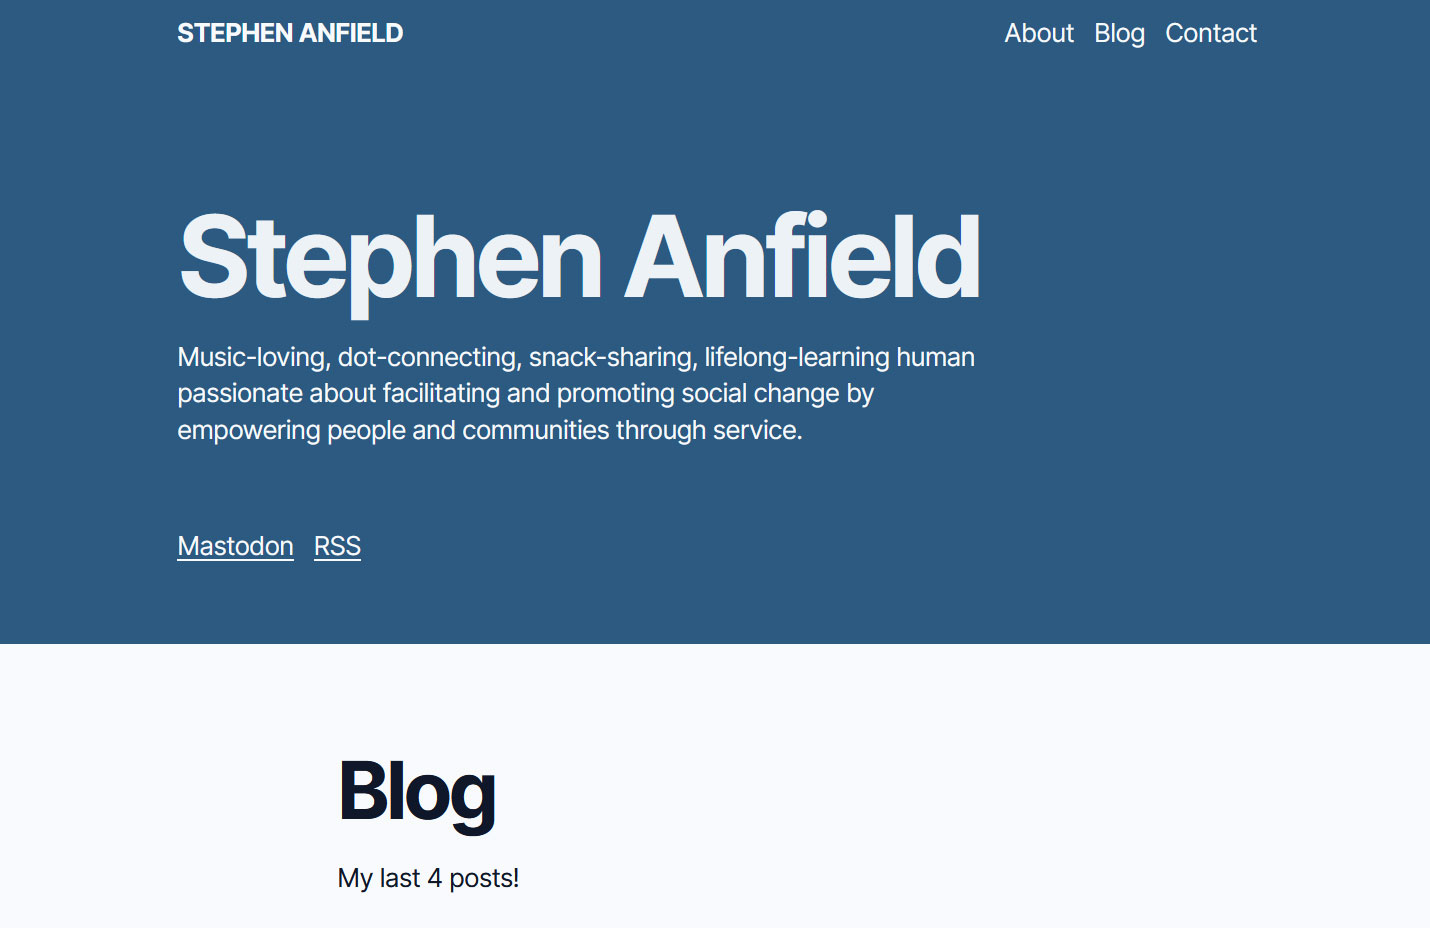 STEPHEN ANFIELD
About Blog Contact
Stephen Anfield
Music-loving, dot-connecting, snack-sharing, lifelong-learning human
passionate about facilitating and promoting social change by
empowering people and communities through service.
Mastodon RSS
Blog
My last 4 posts!